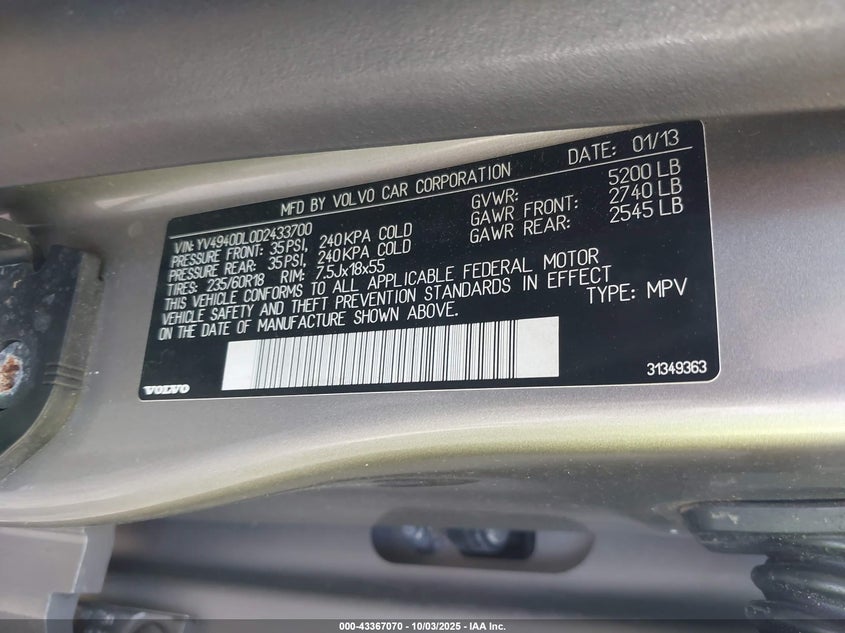 MFD BY VOLVO CAR CORPORATION DATE: 01/13
VIN: YV4940DL0D2433700 GVWR: 5200 LB
PRESSURE FRONT: 35PSI, 240KPA COLD GAWR FRONT: 2740 LB
PRESSURE REAR: 35PSI, 240KPA COLD GAWR REAR: 2545 LB
TIRES: 235/60R18 RIM: 7.5Jx18x55
THIS VEHICLE CONFORMS TO ALL APPLICABLE FEDERAL MOTOR
VEHICLE SAFETY AND THEFT PREVENTION STANDARDS IN EFFECT
ON THE DATE OF MANUFACTURE SHOWN ABOVE. TYPE: MPV
VOLVO 31349363
000-43367070 - 10/03/2025 - IAA Inc.